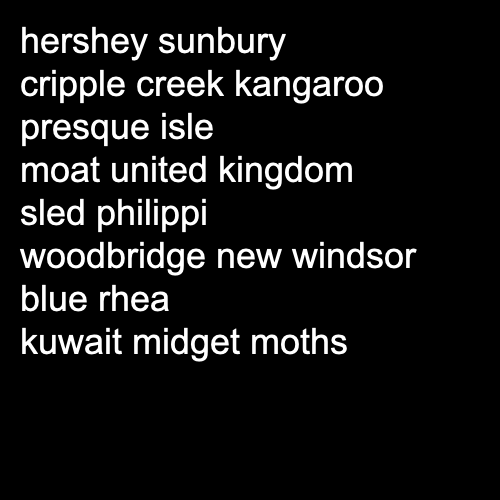 hershey sunbury
cripple creek kangaroo
presque isle
moat united kingdom
sled philippi
woodbridge new windsor
blue rhea
kuwait midget moths